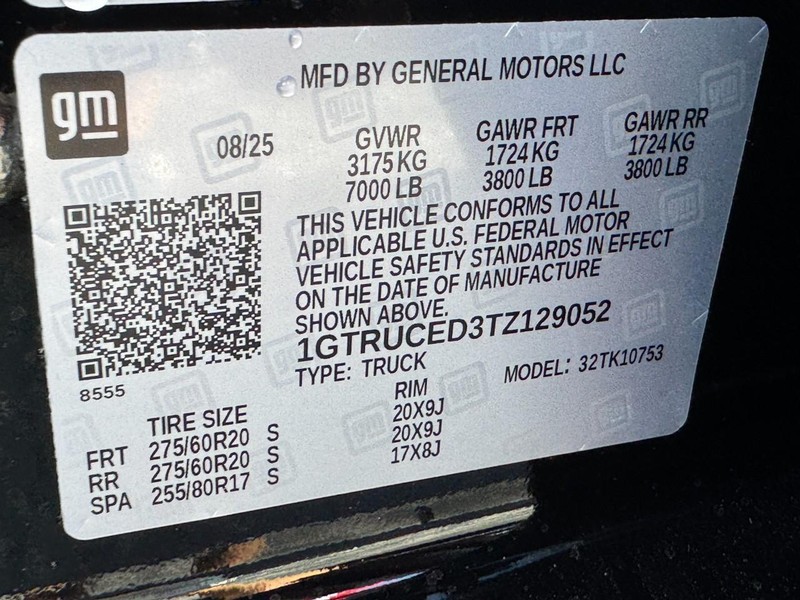 gm
MFD BY GENERAL MOTORS LLC
08/25
GVWR GAWR FRT GAWR RR
3175 KG 1724 KG 1724 KG
7000 LB 3800 LB 3800 LB
THIS VEHICLE CONFORMS TO ALL
APPLICABLE U.S. FEDERAL MOTOR
VEHICLE SAFETY STANDARDS IN EFFECT
ON THE DATE OF MANUFACTURE
SHOWN ABOVE.
1GTRUCED3TZ129052
TYPE: TRUCK MODEL: 32TK10753
8555
TIRE SIZE RIM
FRT 275/60R20 S 20X9J
RR 275/60R20 S 20X9J
SPA 255/80R17 S 17X8J